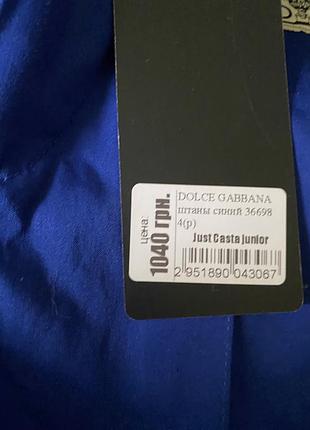 DOLCE GABBANA
штаны синий 36698
4(р)
Just Casta junior
цена:
1040 грн.
2 951890 043067